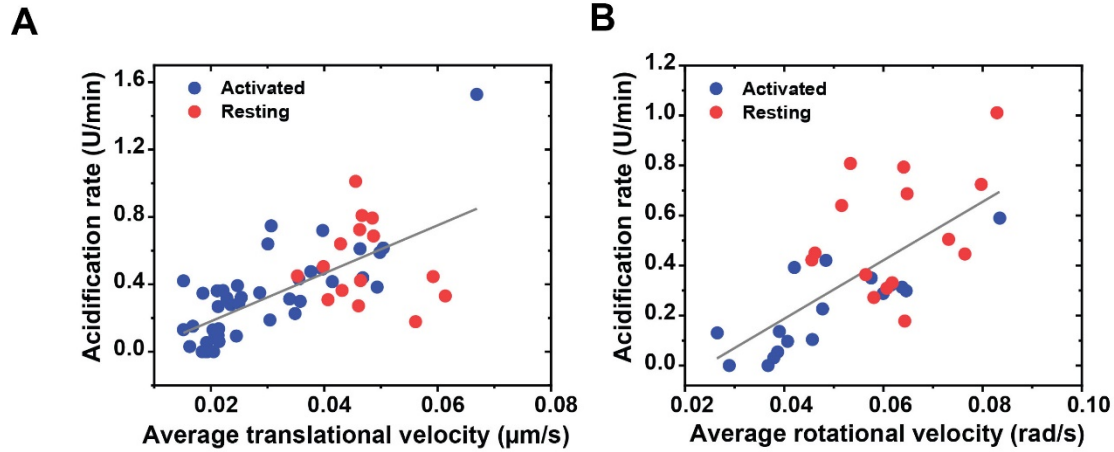 A
Acidification rate (U/min)
1.6
1.2
0.8
0.4
0.0
Activated
Resting
0.02
0.04
0.06
0.08
Average translational velocity (μm/s)
B
Acidification rate (U/min)
1.2
1.0
0.8
0.6
0.4
0.2
0.0
Activated
Resting
0.02
0.04
0.06
0.08
0.10
Average rotational velocity (rad/s)